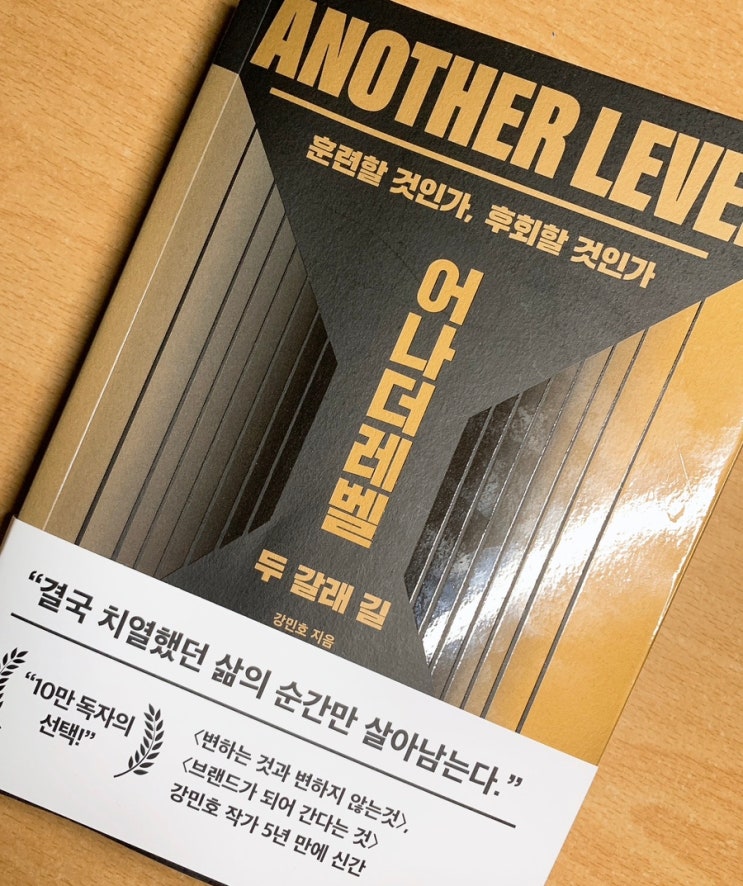 ANOTHER LEVEL
훈련할 것인가, 후회할 것인가
어나더레벨
두 갈래 길
강민호 지음
“결국 치열했던 삶의 순간만 살아남는다.”
“10만 독자의
선택!”
<변하는 것과 변하지 않는것>,
<브랜드가 되어 간다는 것>
강민호 작가 5년 만에 신간